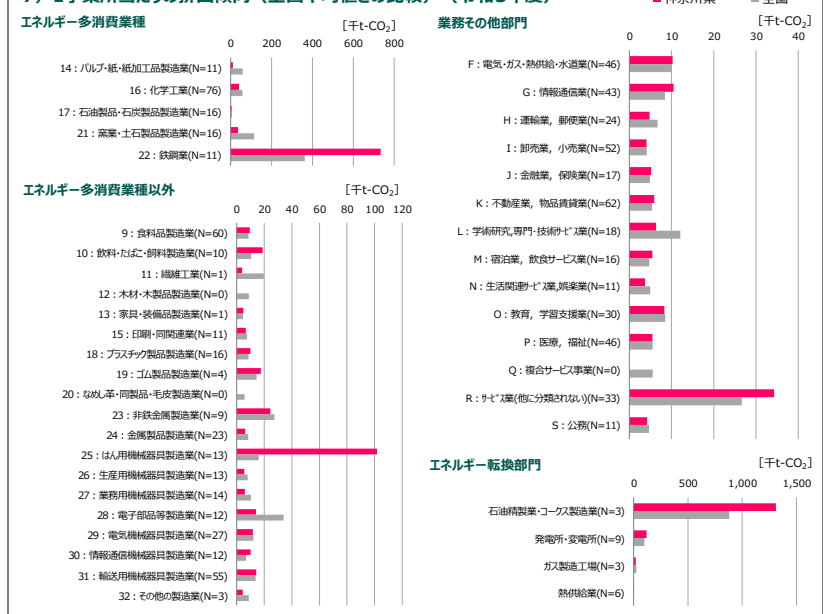 エネルギー多消費業種
[千t-CO₂]
0 200 400 600 800
14：パルプ・紙・紙加工品製造業(N=11)
16：化学工業(N=76)
17：石油製品・石炭製品製造業(N=16)
21：窯業・土石製品製造業(N=16)
22：鉄鋼業(N=11)
エネルギー多消費業種以外
[千t-CO₂]
0 20 40 60 80 100 120
9：食料品製造業(N=60)
10：飲料・たばこ・飼料製造業(N=10)
11：繊維工業(N=1)
12：木材・木製品製造業(N=0)
13：家具・装備品製造業(N=1)
15：印刷・同関連業(N=11)
18：プラスチック製品製造業(N=16)
19：ゴム製品製造業(N=4)
20：なめし革・同製品・毛皮製造業(N=0)
23：非鉄金属製造業(N=9)
24：金属製品製造業(N=23)
25：はん用機械器具製造業(N=13)
26：生産用機械器具製造業(N=13)
27：業務用機械器具製造業(N=14)
28：電子部品等製造業(N=12)
29：電気機械器具製造業(N=27)
30：情報通信機械器具製造業(N=12)
31：輸送用機械器具製造業(N=55)
32：その他の製造業(N=3)
業務その他部門
[千t-CO₂]
0 10 20 30 40
F：電気・ガス・熱供給・水道業(N=46)
G：情報通信業(N=43)
H：運輸業，郵便業(N=24)
I：卸売業，小売業(N=52)
J：金融業，保険業(N=17)
K：不動産業，物品賃貸業(N=62)
L：学術研究,専門・技術サービス業(N=18)
M：宿泊業，飲食サービス業(N=16)
N：生活関連サービス業,娯楽業(N=11)
O：教育，学習支援業(N=30)
P：医療，福祉(N=46)
Q：複合サービス事業(N=0)
R：サービス業(他に分類されない)(N=33)
S：公務(N=11)
エネルギー転換部門
[千t-CO₂]
0 500 1,000 1,500
石油精製業・コークス製造業(N=3)
発電所・変電所(N=9)
ガス製造工場(N=3)
熱供給業(N=6)